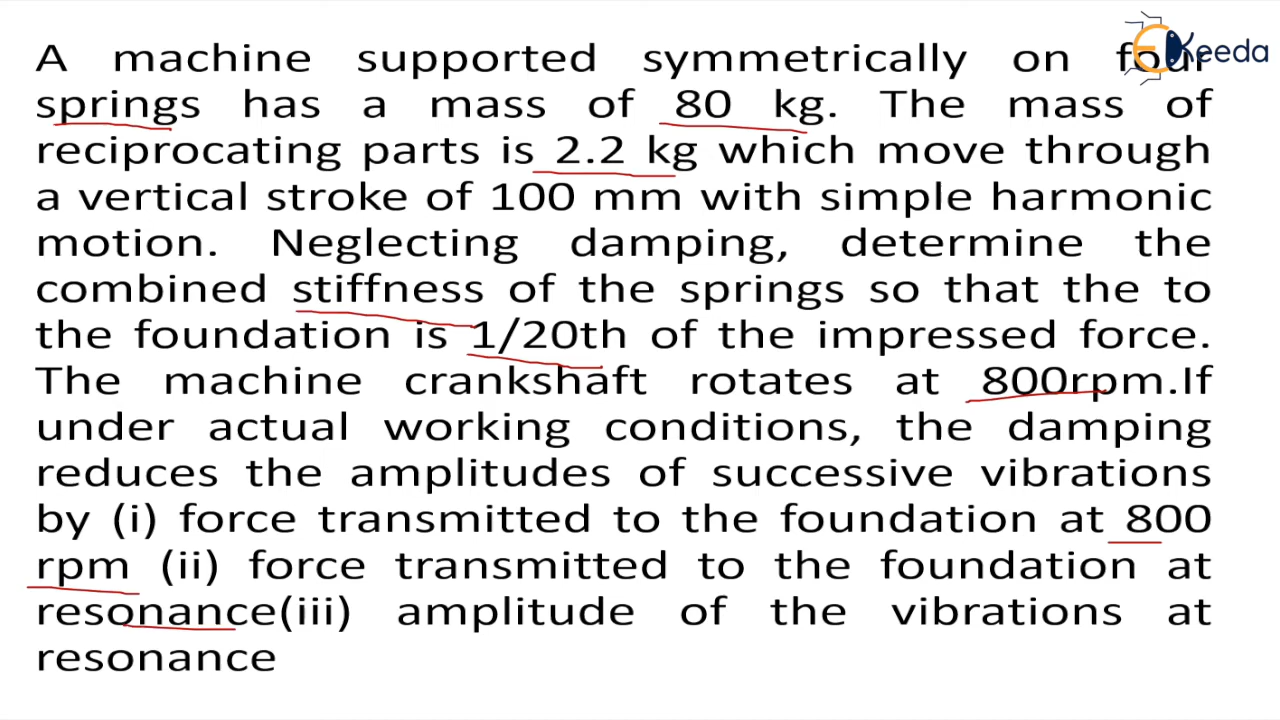 A machine supported symmetrically on four
springs has a mass of 80 kg. The mass of
reciprocating parts is 2.2 kg which move through
a vertical stroke of 100 mm with simple harmonic
motion. Neglecting damping, determine the
combined stiffness of the springs so that the to
the foundation is 1/20th of the impressed force.
The machine crankshaft rotates at 800rpm.If
under actual working conditions, the damping
reduces the amplitudes of successive vibrations
by (i) force transmitted to the foundation at 800
rpm (ii) force transmitted to the foundation at
resonance(iii) amplitude of the vibrations at
resonance
EKeeda